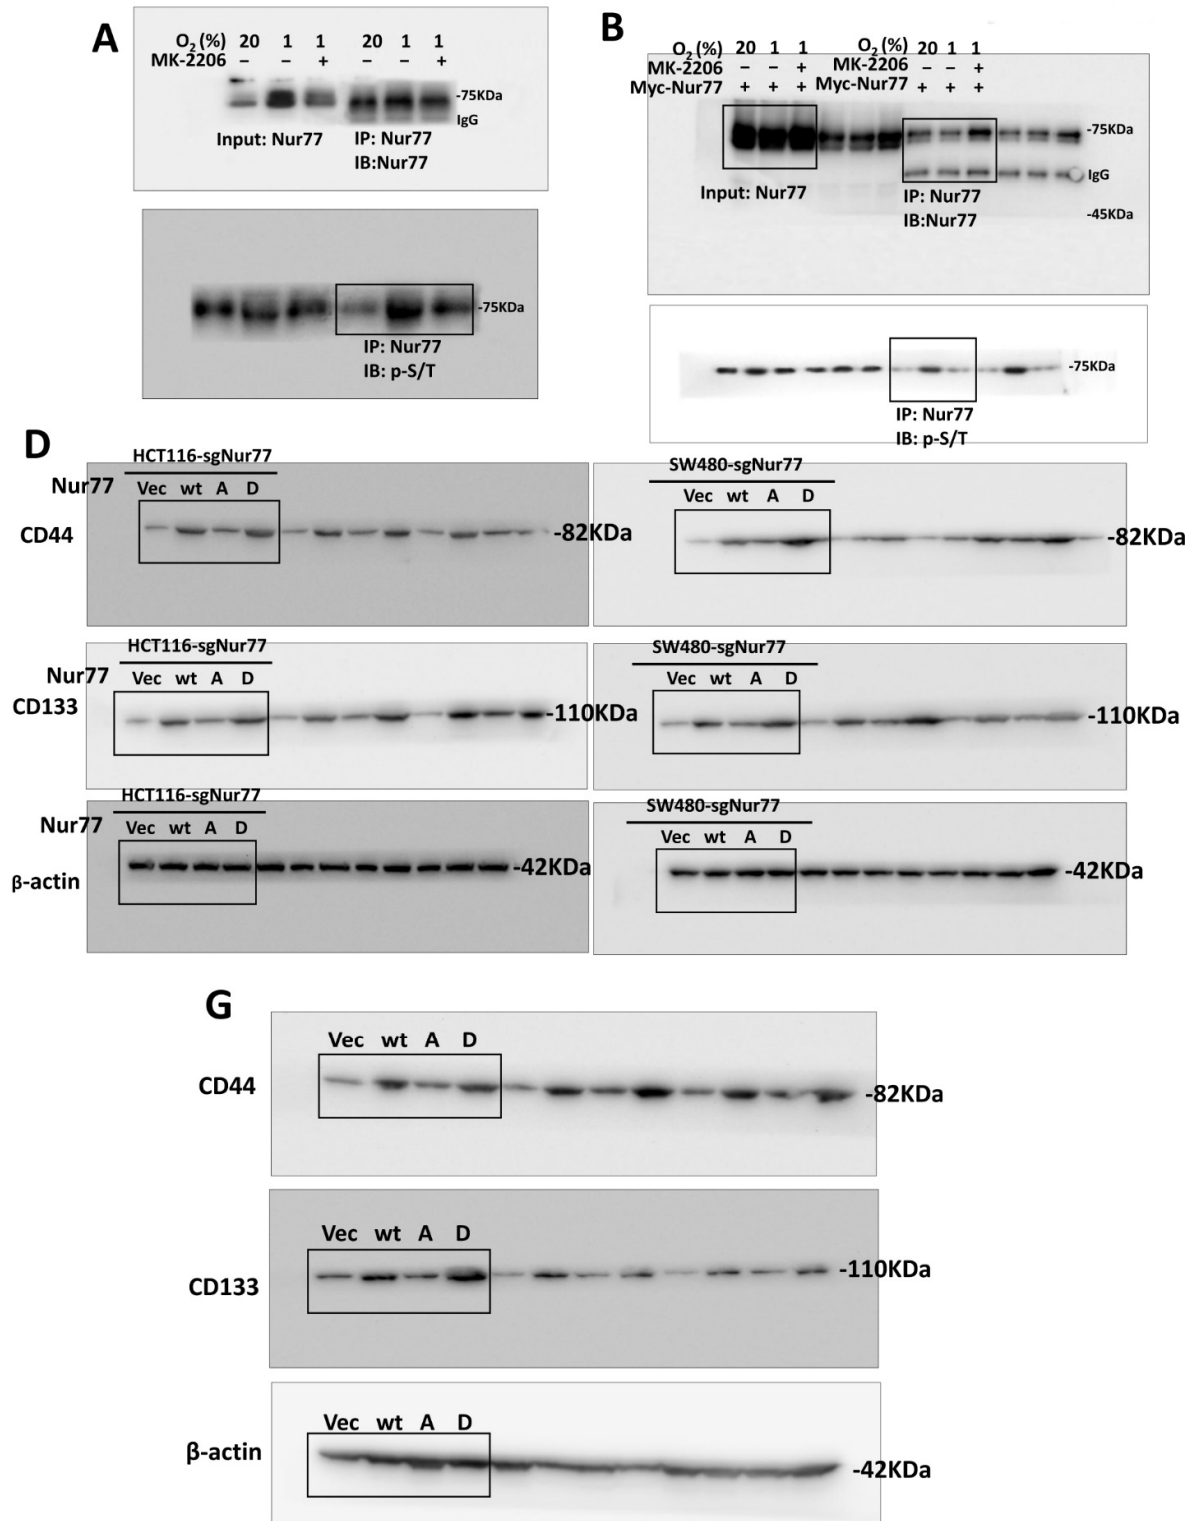 A
O2 (%) 20 1 1 20 1 1
MK-2206 – – + – – +
-75KDa
IgG
Input: Nur77 IP: Nur77
IB:Nur77
-75KDa
IP: Nur77
IB: p-S/T
B
O2 (%) 20 1 1 O2 (%) 20 1 1
MK-2206 – – + MK-2206 – – +
Myc-Nur77 + + + Myc-Nur77 + + +
-75KDa
IgG
Input: Nur77 IP: Nur77
IB:Nur77
-45KDa
-75KDa
IP: Nur77
IB: p-S/T
D
HCT116-sgNur77
Nur77 Vec wt A D
CD44 -82KDa
SW480-sgNur77
Vec wt A D
-82KDa
HCT116-sgNur77
Nur77 Vec wt A D
CD133 -110KDa
SW480-sgNur77
Vec wt A D
-110KDa
HCT116-sgNur77
Nur77 Vec wt A D
β-actin -42KDa
SW480-sgNur77
Vec wt A D
-42KDa
G
Vec wt A D
CD44 -82KDa
Vec wt A D
CD133 -110KDa
Vec wt A D
β-actin -42KDa